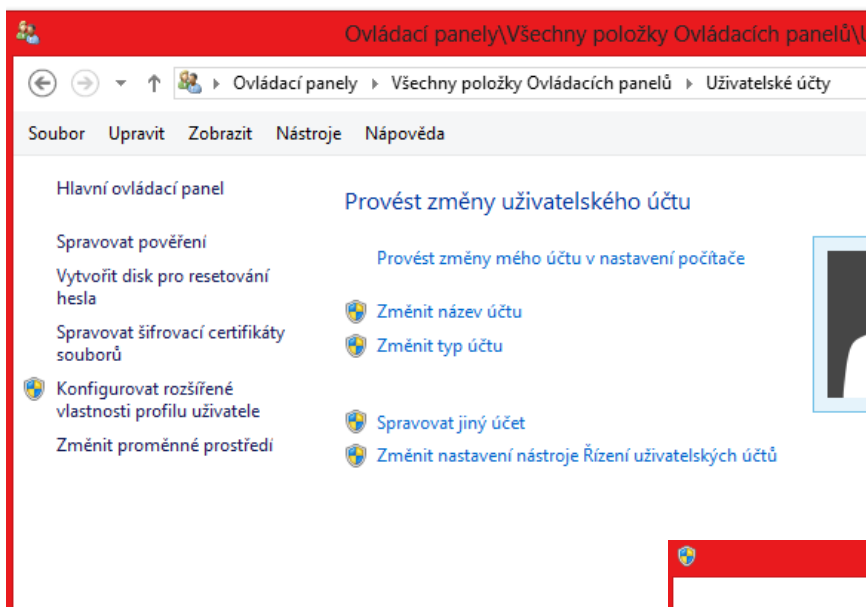 Ovládací panely\Všechny položky Ovládacích panelů\
Ovládací panely Všechny položky Ovládacích panelů Uživatelské účty
Soubor Upravit Zobrazit Nástroje Nápověda
Hlavní ovládací panel
Spravovat pověření
Vytvořit disk pro resetování
hesla
Spravovat šifrovací certifikáty
souborů
Konfigurovat rozšířené
vlastnosti profilu uživatele
Změnit proměnné prostředí
Provést změny uživatelského účtu
Provést změny mého účtu v nastavení počítače
Změnit název účtu
Změnit typ účtu
Spravovat jiný účet
Změnit nastavení nástroje Řízení uživatelských účtů